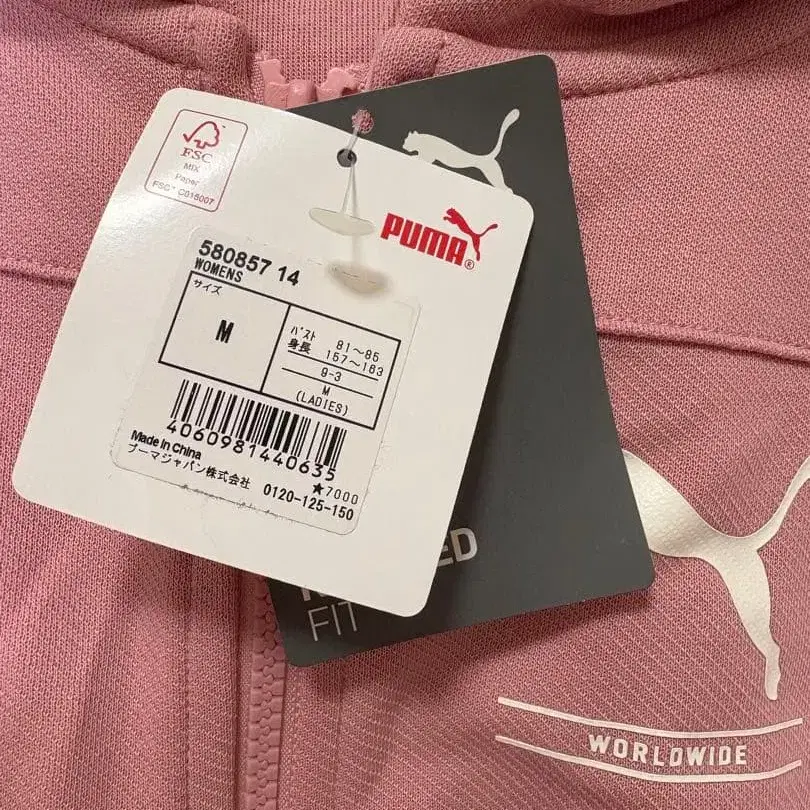 FSC
MIX
Paper
FSC® C015007
PUMA®
580857 14
WOMENS
サイズ
M
バスト 81~85
身長 157~163
9-3
M
(LADIES)
4060981440635
Made in China
★7000
プーマジャパン株式会社 0120-125-150
FIT
WORLDWIDE